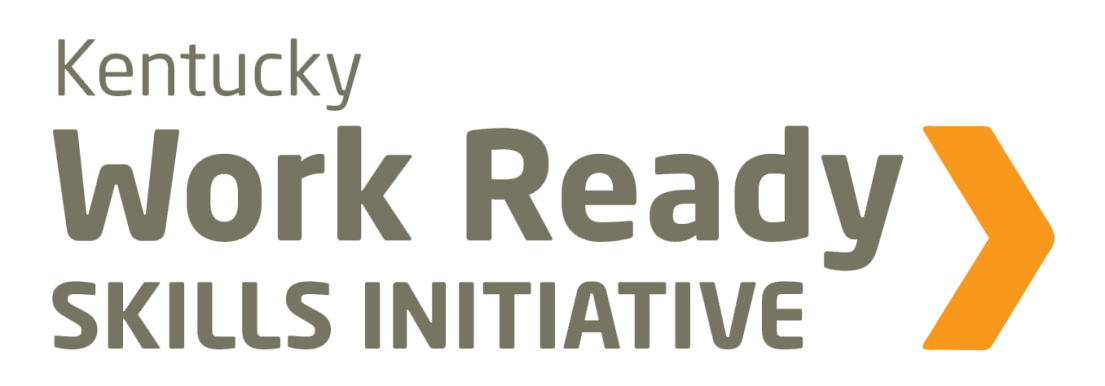 Kentucky
Work Ready
SKILLS INITIATIVE